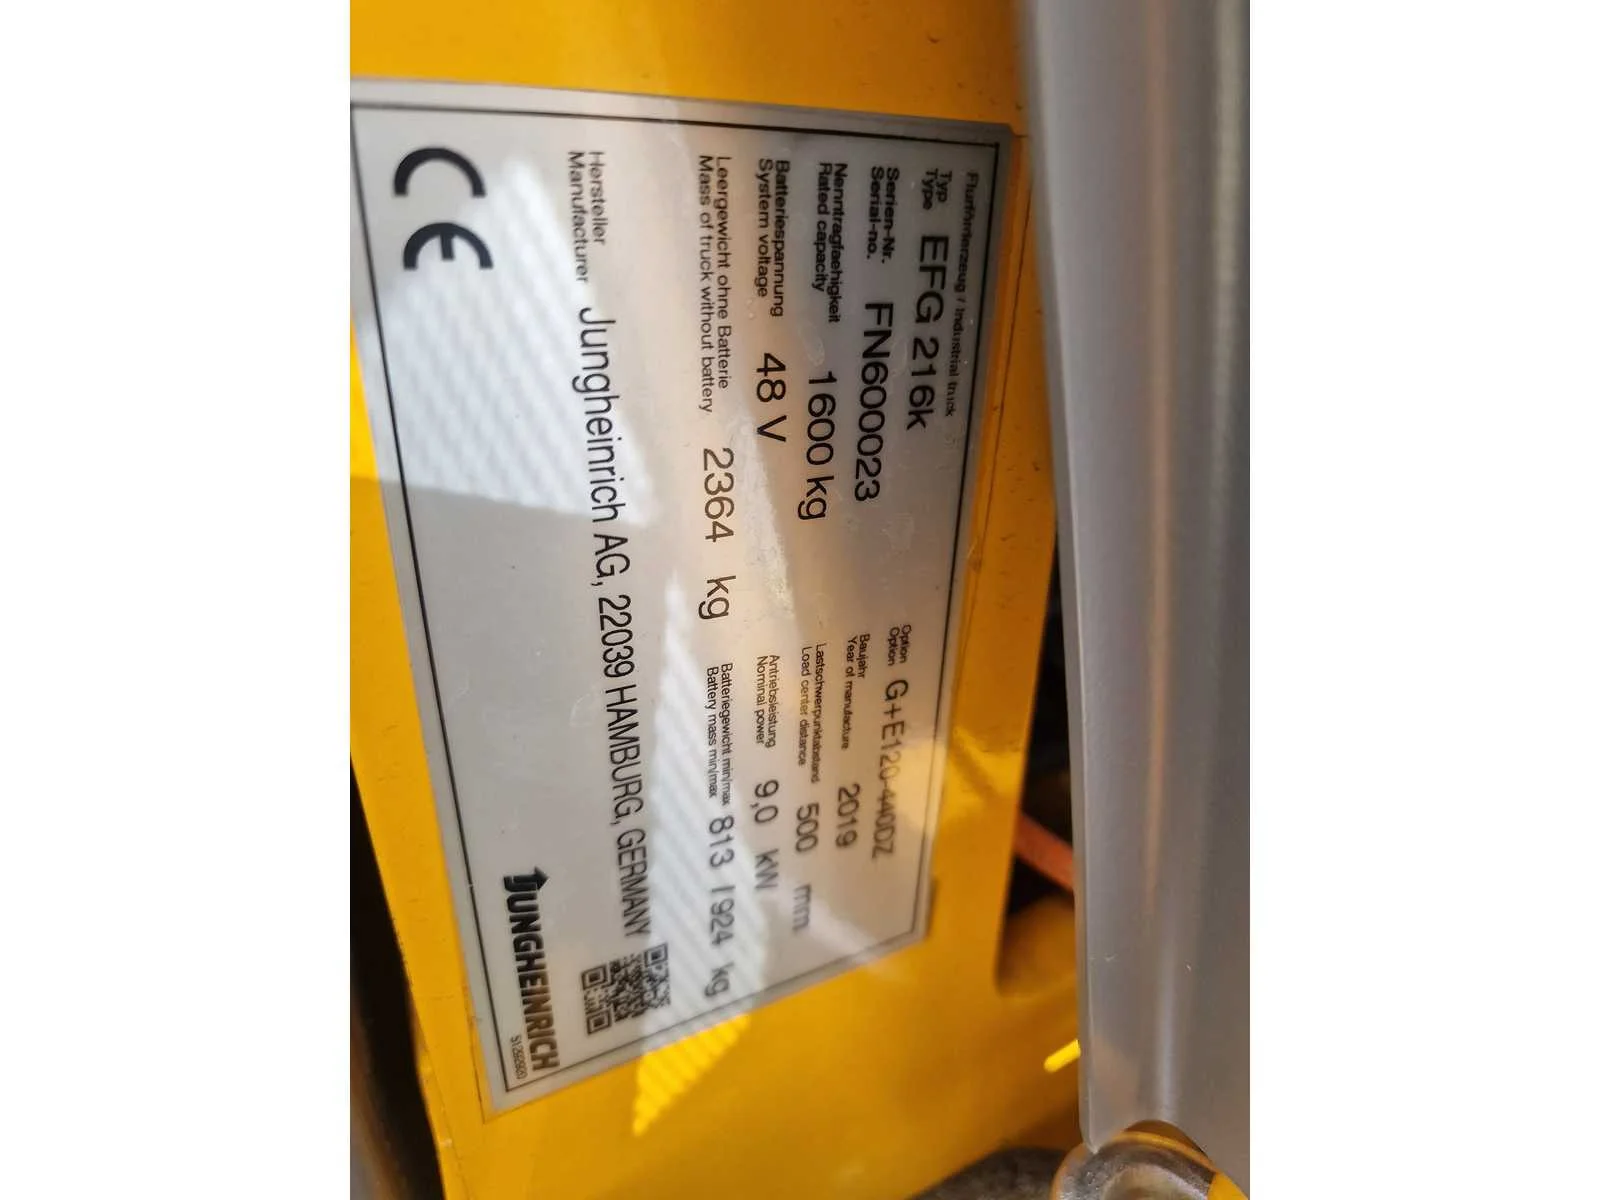 Flurförderzeug / Industrial truck
Typ
Type EFG 216k
Option
Option G+E120-440DZ
Serien-Nr.
Serial-no. FN600023
Baujahr
Year of manufacture 2019
Nenntragfaehigkeit
Rated capacity 1600 kg
Lastschwerpunktabstand
Load center distance 500 mm
Batteriespannung
System voltage 48 V
Antriebsleistung
Nominal power 9,0 kW
Leergewicht ohne Batterie
Mass of truck without battery 2364 kg
Batteriegewicht min/max
Battery mass min/max 813 / 924 kg
Hersteller
Manufacturer Jungheinrich AG, 22039 HAMBURG, GERMANY
CE
JUNGHEINRICH